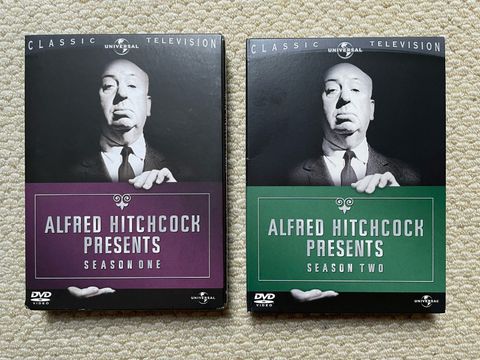 CLASSIC UNIVERSAL TELEVISION
ALFRED HITCHCOCK
PRESENTS
SEASON ONE
DVD VIDEO
UNIVERSAL
CLASSIC UNIVERSAL TELEVISION
ALFRED HITCHCOCK
PRESENTS
SEASON TWO
DVD VIDEO
UNIVERSAL